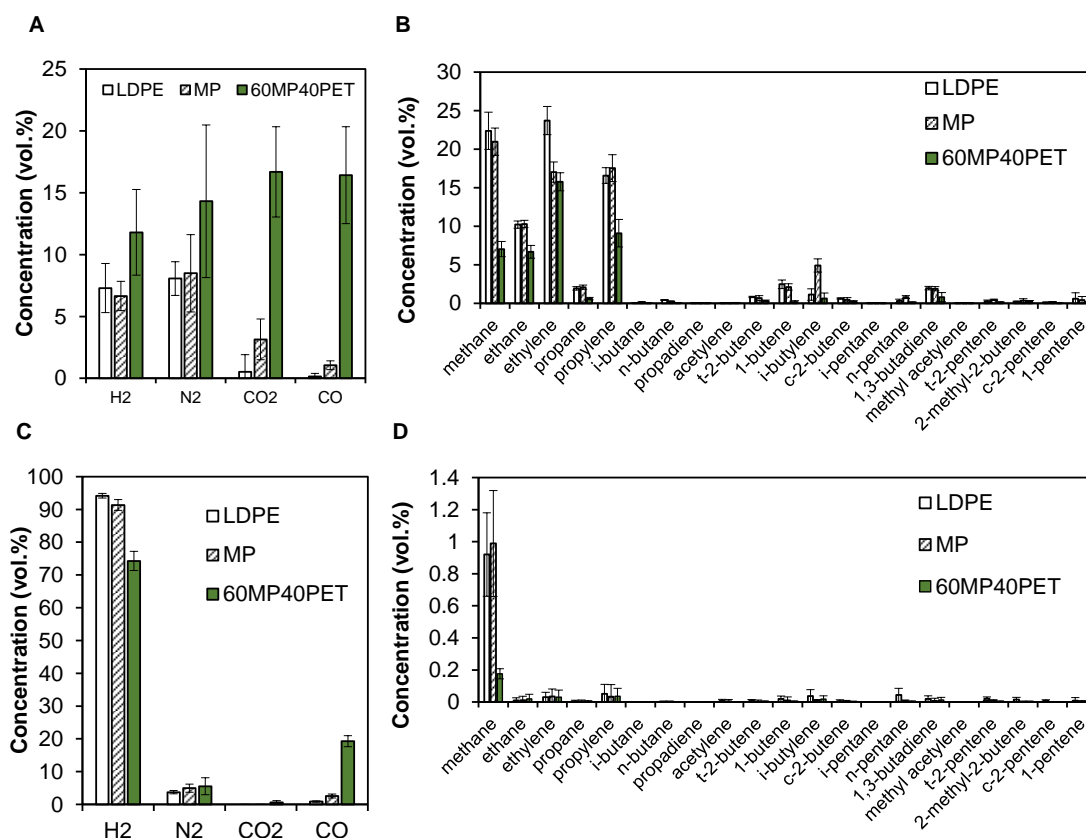 A
Concentration (vol.%)
25
20
15
10
5
0
LDPE MP 60MP40PET
H2 N2 CO2 CO
B
Concentration (vol.%)
30
25
20
15
10
5
0
LDPE
MP
60MP40PET
methane
ethane
ethylene
propane
propylene
i-butane
n-butane
propadiene
acetylene
t-2-butene
1-butene
i-butylene
c-2-butene
i-pentane
n-pentane
1,3-butadiene
methyl acetylene
t-2-pentene
2-methyl-2-butene
c-2-pentene
1-pentene
C
Concentration (vol.%)
100
90
80
70
60
50
40
30
20
10
0
LDPE
MP
60MP40PET
H2 N2 CO2 CO
D
Concentration (vol.%)
1.4
1.2
1
0.8
0.6
0.4
0.2
0
LDPE
MP
60MP40PET
methane
ethane
ethylene
propane
propylene
i-butane
n-butane
propadiene
acetylene
t-2-butene
1-butene
i-butylene
c-2-butene
i-pentane
n-pentane
1,3-butadiene
methyl acetylene
t-2-pentene
2-methyl-2-butene
c-2-pentene
1-pentene